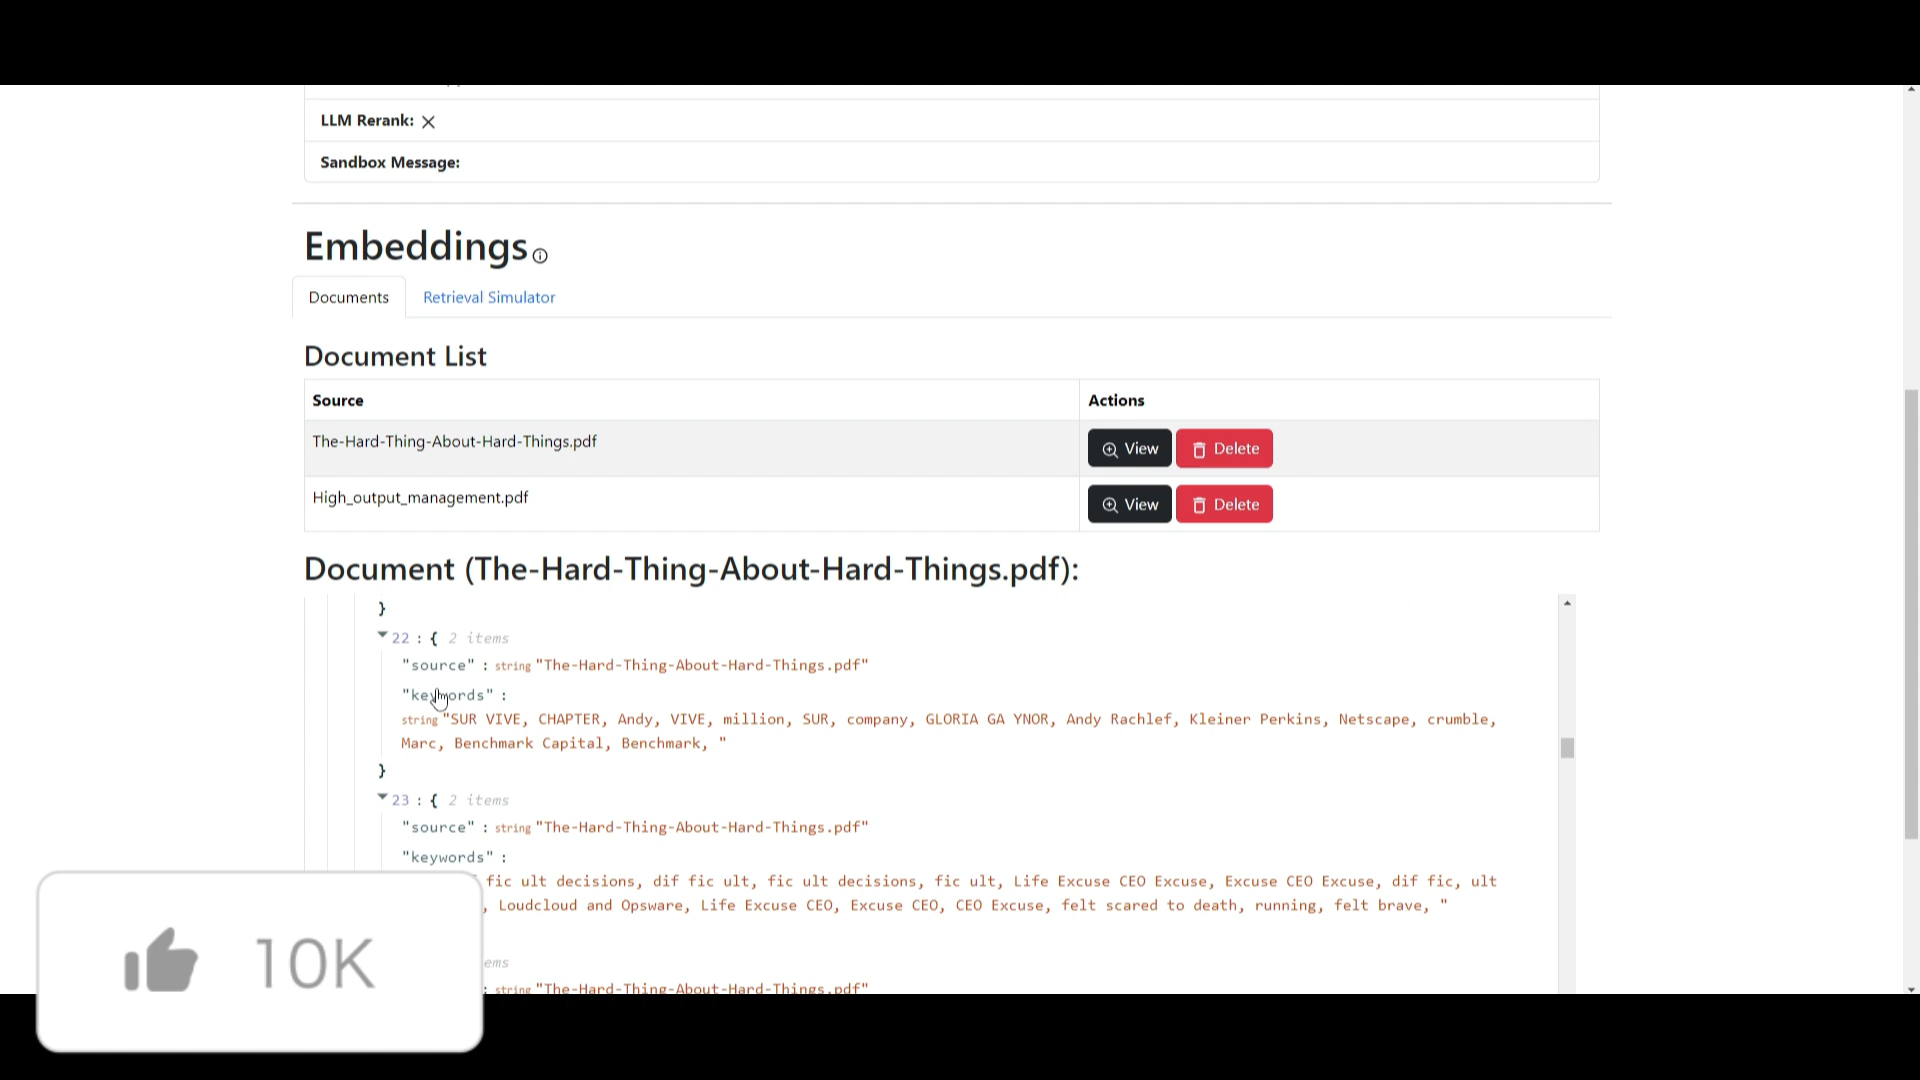 LLM Rerank:
Sandbox Message:
Embeddings
Documents Retrieval Simulator
Document List
Source Actions
The-Hard-Thing-About-Hard-Things.pdf View Delete
High_output_management.pdf View Delete
Document (The-Hard-Thing-About-Hard-Things.pdf):
}
22 : { 2 items
"source" : string "The-Hard-Thing-About-Hard-Things.pdf"
"keywords" :
string "SUR VIVE, CHAPTER, Andy, VIVE, million, SUR, company, GLORIA GA YNOR, Andy Rachlef, Kleiner Perkins, Netscape, crumble,
Marc, Benchmark Capital, Benchmark, "
}
23 : { 2 items
"source" : string "The-Hard-Thing-About-Hard-Things.pdf"
"keywords" :
fic ult decisions, dif fic ult, fic ult decisions, fic ult, Life Excuse CEO Excuse, Excuse CEO Excuse, dif fic, ult
, Loudcloud and Opsware, Life Excuse CEO, Excuse CEO, CEO Excuse, felt scared to death, running, felt brave, "
ems
: string "The-Hard-Thing-About-Hard-Things.pdf"
10K